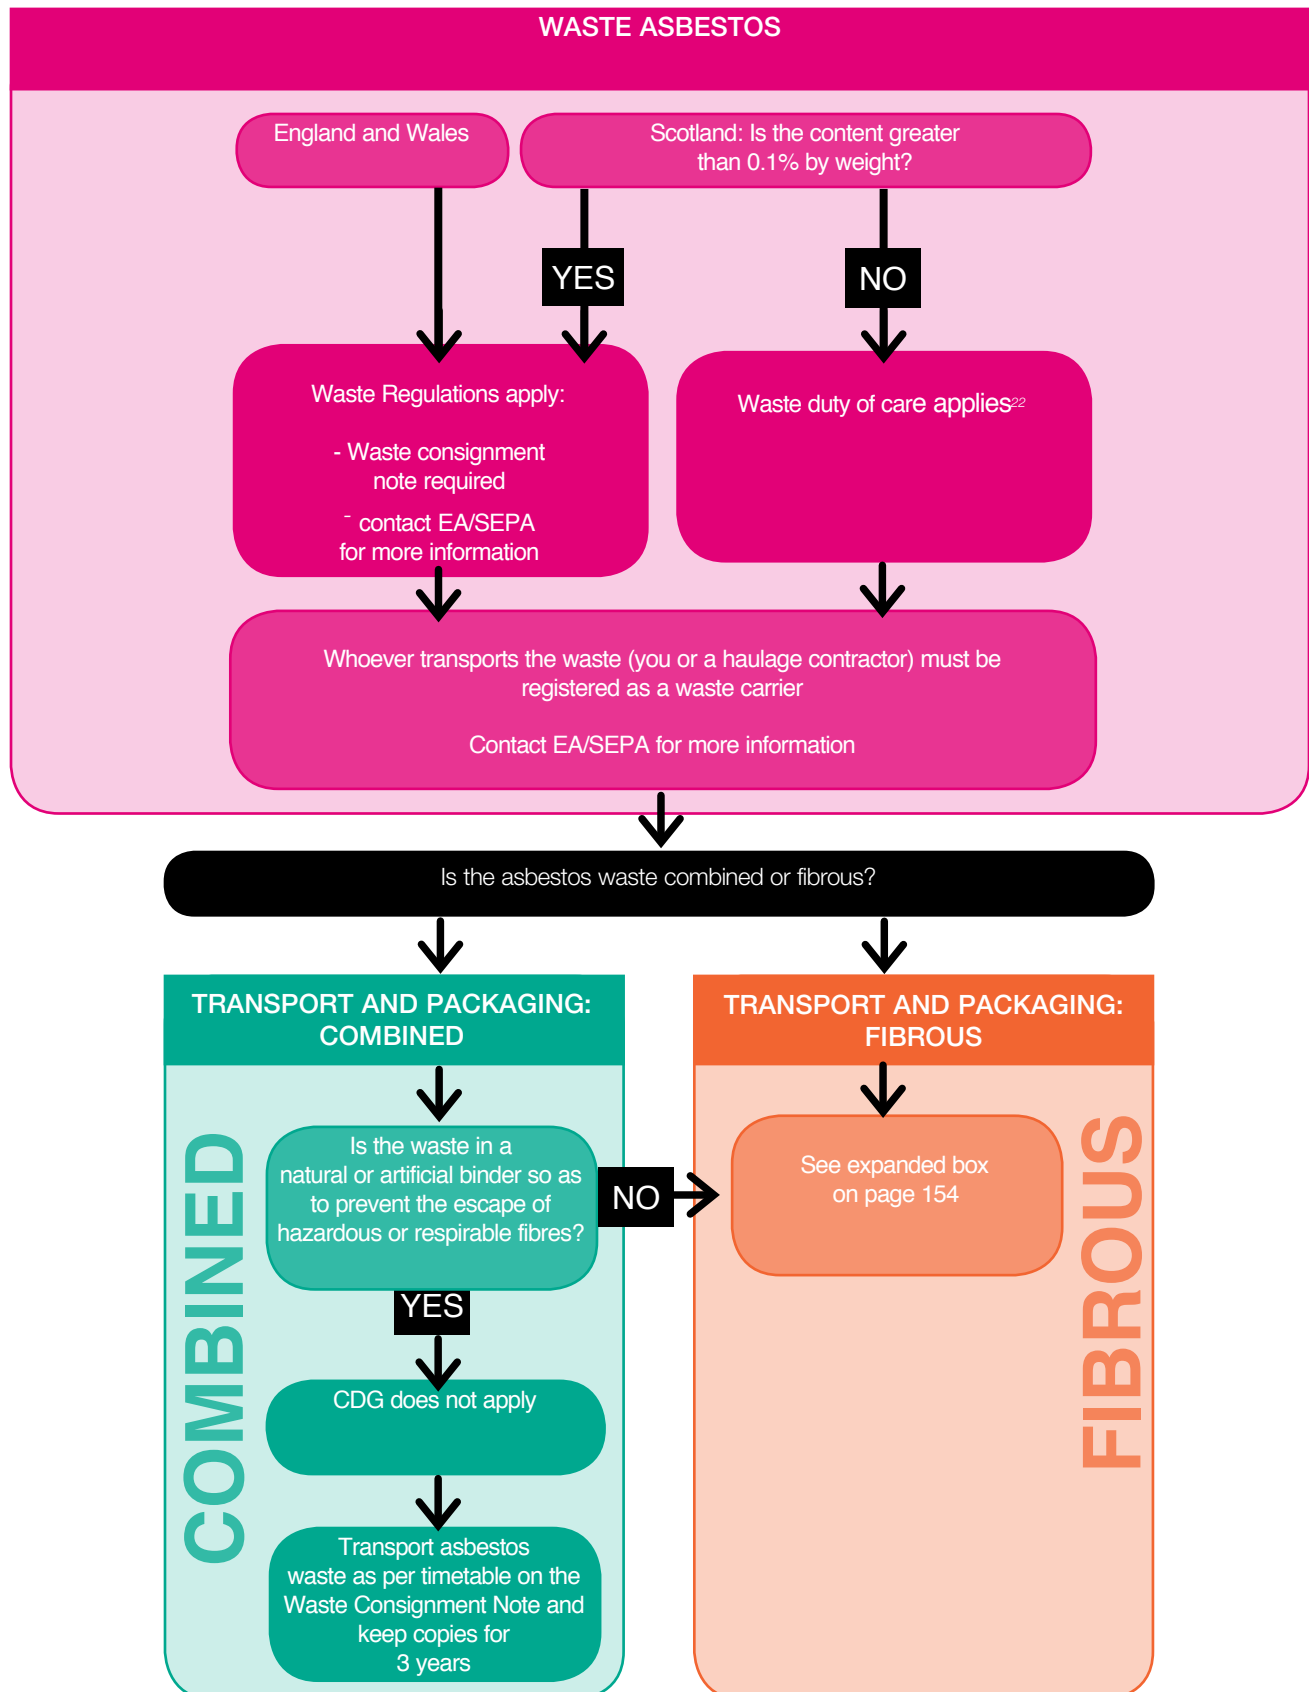 WASTE ASBESTOS
England and Wales
Scotland: Is the content greater
than 0.1% by weight?
YES
NO
Waste Regulations apply:
- Waste consignment
note required
- contact EA/SEPA
for more information
Waste duty of care applies22
Whoever transports the waste (you or a haulage contractor) must be
registered as a waste carrier
Contact EA/SEPA for more information
Is the asbestos waste combined or fibrous?
TRANSPORT AND PACKAGING:
COMBINED
TRANSPORT AND PACKAGING:
FIBROUS
COMBINED
Is the waste in a
natural or artificial binder so as
to prevent the escape of
hazardous or respirable fibres?
NO
See expanded box
on page 154
FIBROUS
YES
CDG does not apply
Transport asbestos
waste as per timetable on the
Waste Consignment Note and
keep copies for
3 years